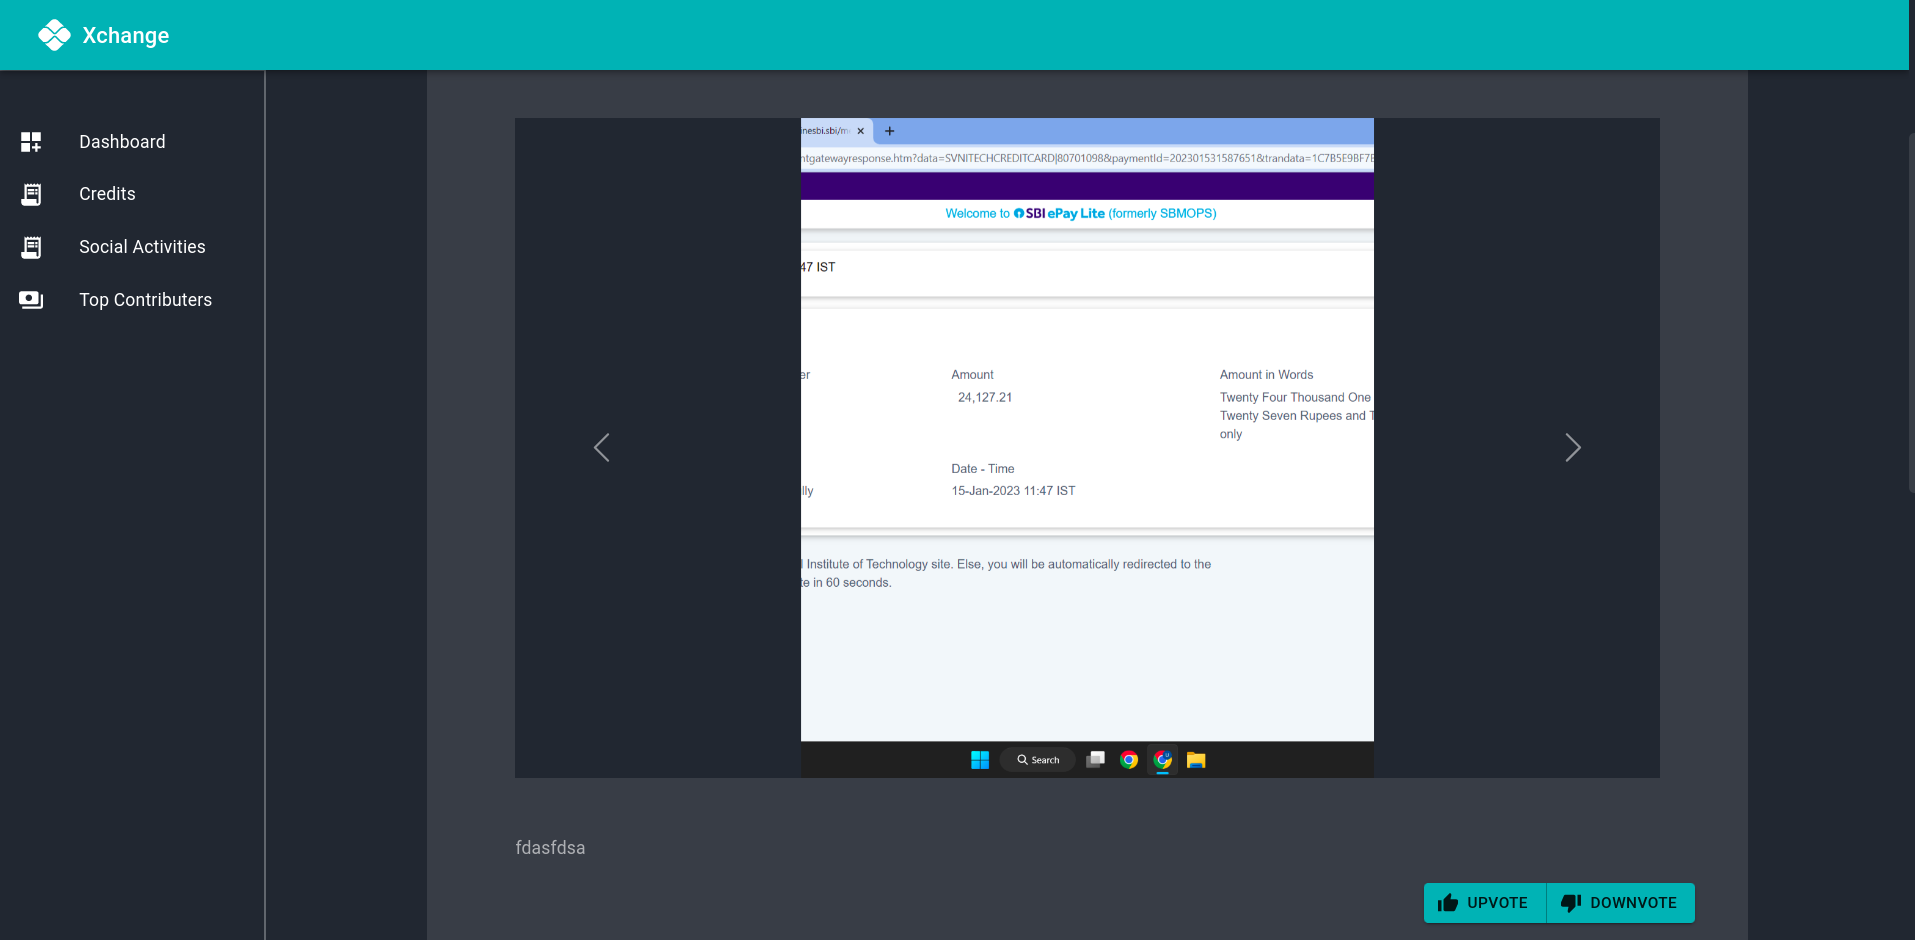 Xchange
Dashboard
Credits
Social Activities
Top Contributers
inesbi.sbi/me
ntgatewayresponse.htm?data=SVNITECHCREDITCARD|80701098&paymentId=202301531587651&trandata=1C7B5E9BF7E
Welcome to SBI ePay Lite (formerly SBMOPS)
47 IST
er
Amount
Amount in Words
24,127.21
Twenty Four Thousand One
Twenty Seven Rupees and T
only
Date - Time
lly
15-Jan-2023 11:47 IST
l Institute of Technology site. Else, you will be automatically redirected to the
te in 60 seconds.
Search
fdasfdsa
UPVOTE
DOWNVOTE